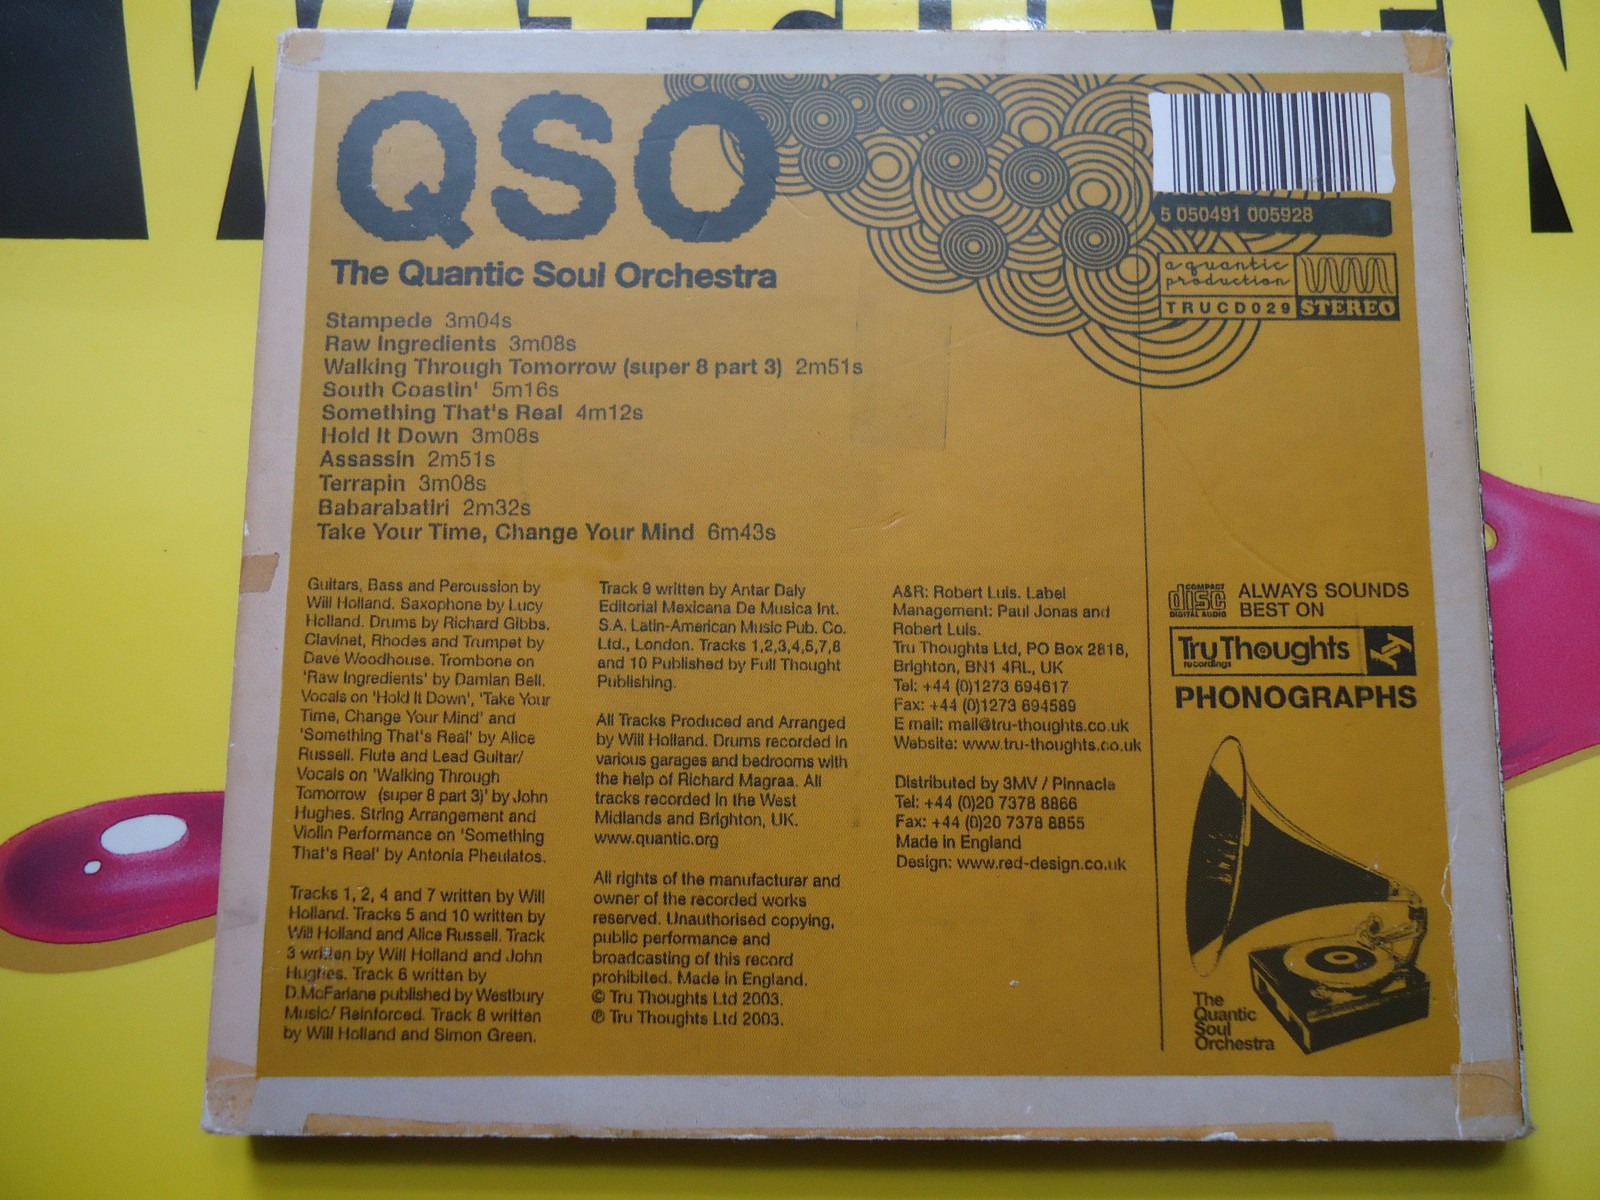 WATCHMEN
QSO
The Quantic Soul Orchestra
Stampede 3m04s
Raw Ingredients 3m08s
Walking Through Tomorrow (super 8 part 3) 2m51s
South Coastin' 5m16s
Something That's Real 4m12s
Hold It Down 3m08s
Assassin 2m51s
Terrapin 3m08s
Babarabatiri 2m32s
Take Your Time, Change Your Mind 6m43s
Guitars, Bass and Percussion by
Will Holland. Saxophone by Lucy
Holland. Drums by Richard Gibbs.
Clavinet, Rhodes and Trumpet by
Dave Woodhouse. Trombone on
'Raw Ingredients' by Damian Bell.
Vocals on 'Hold It Down', 'Take Your
Time, Change Your Mind' and
'Something That's Real' by Alice
Russell. Flute and Lead Guitar/
Vocals on 'Walking Through
Tomorrow (super 8 part 3)' by John
Hughes. String Arrangement and
Violin Performance on 'Something
That's Real' by Antonia Pheulatos.
Tracks 1, 2, 4 and 7 written by Will
Holland. Tracks 5 and 10 written by
Will Holland and Alice Russell. Track
3 written by Will Holland and John
Hughes. Track 6 written by
D.McFarlane published by Westbury
Music/ Reinforced. Track 8 written
by Will Holland and Simon Green.
Track 9 written by Antar Daly
Editorial Mexicana De Musica Int.
S.A. Latin-American Music Pub. Co.
Ltd., London. Tracks 1,2,3,4,5,7,8
and 10 Published by Full Thought
Publishing.
All Tracks Produced and Arranged
by Will Holland. Drums recorded in
various garages and bedrooms with
the help of Richard Magraa. All
tracks recorded in the West
Midlands and Brighton, UK.
www.quantic.org
All rights of the manufacturer and
owner of the recorded works
reserved. Unauthorised copying,
public performance and
broadcasting of this record
prohibited. Made in England.
© Tru Thoughts Ltd 2003.
℗ Tru Thoughts Ltd 2003.
A&R: Robert Luis. Label
Management: Paul Jonas and
Robert Luis.
Tru Thoughts Ltd, PO Box 2818,
Brighton, BN1 4RL, UK
Tel: +44 (0)1273 694617
Fax: +44 (0)1273 694589
E mail: mail@tru-thoughts.co.uk
Website: www.tru-thoughts.co.uk
Distributed by 3MV / Pinnacle
Tel: +44 (0)20 7378 8866
Fax: +44 (0)20 7378 8855
Made in England
Design: www.red-design.co.uk
5 050491 005928
a quantic
production
TRUCD029 STEREO
COMPACT
disc
DIGITAL AUDIO
ALWAYS SOUNDS
BEST ON
Tru Thoughts
recordings
PHONOGRAPHS
The
Quantic
Soul
Orchestra